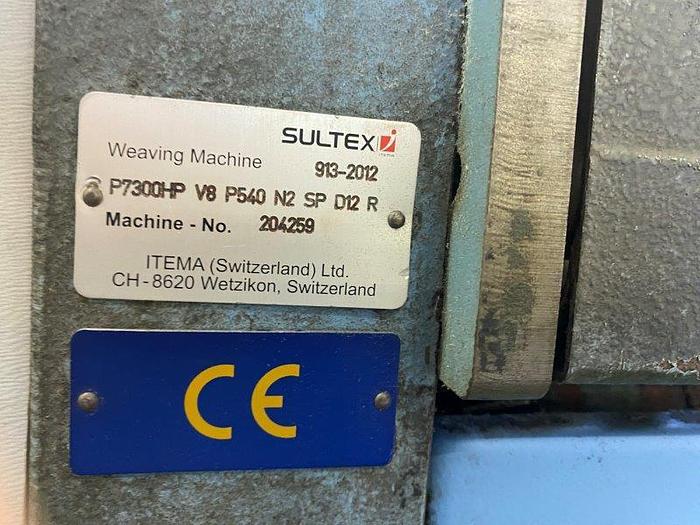 SULTEX
itema
Weaving Machine 913-2012
P7300HP V8 P540 N2 SP D12 R
Machine - No. 204259
ITEMA (Switzerland) Ltd.
CH-8620 Wetzikon, Switzerland
CE